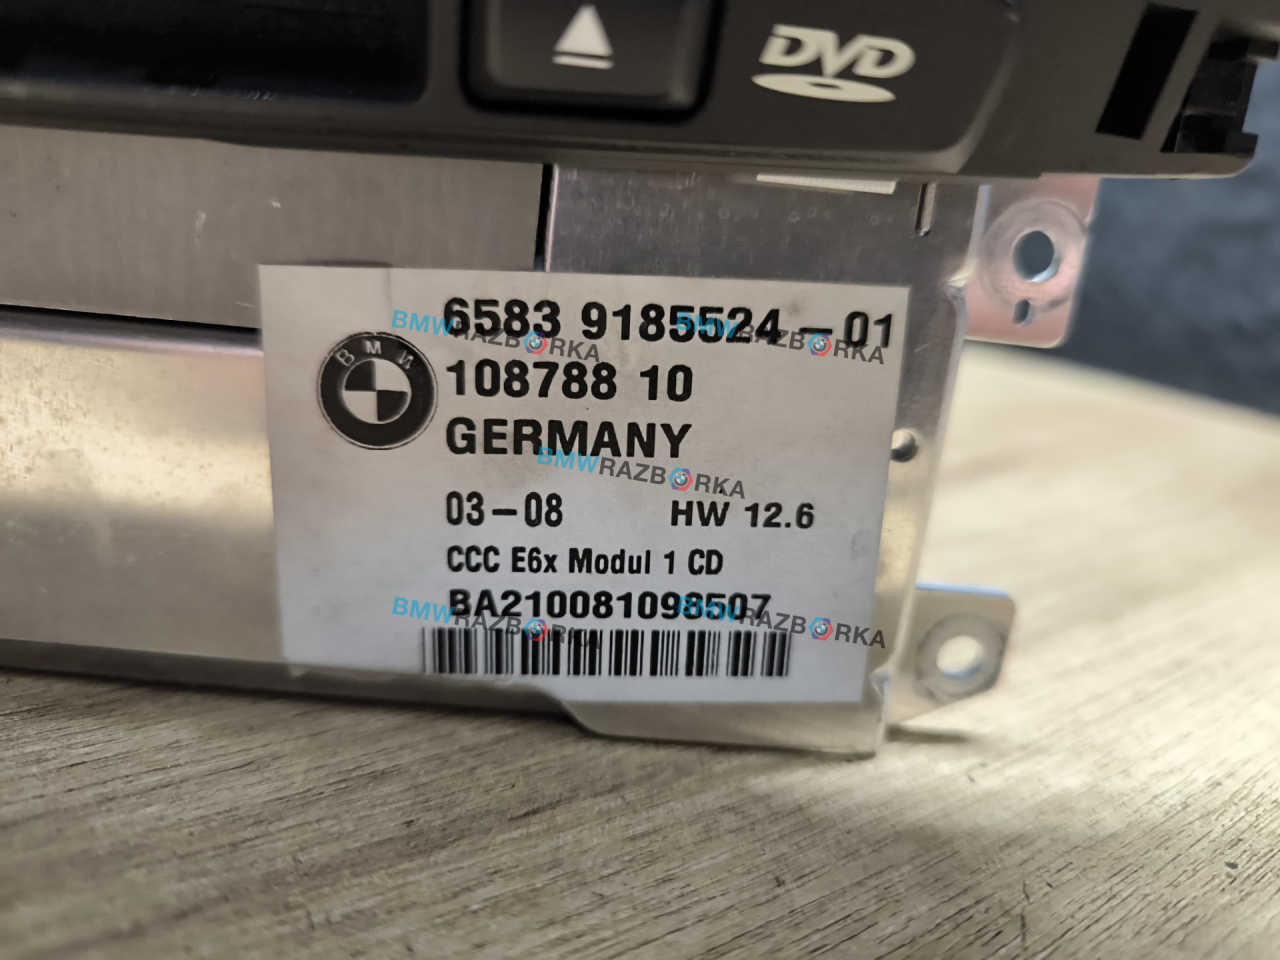 DVD
6583 9185524-01
BMWRAZBORKA BMWRAZBORKA
BMW
108788 10
GERMANY
BMWRAZBORKA
03-08 HW 12.6
CCC E6x Modul 1 CD
BA210081098507
BMWRAZBORKA BMWRAZBORKA